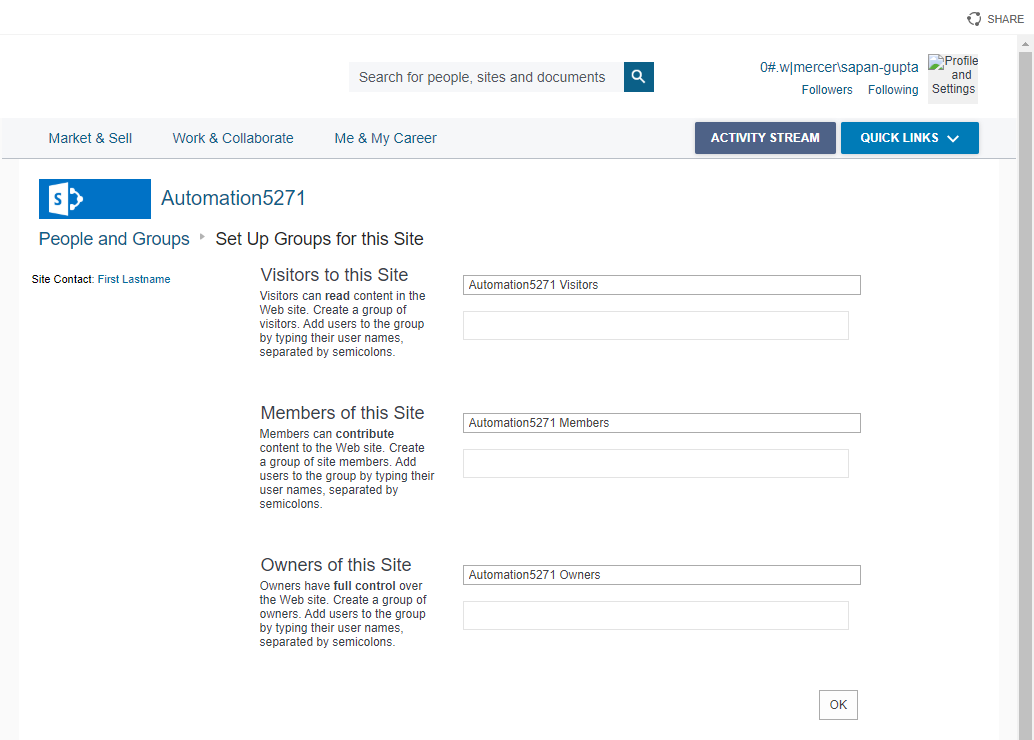 SHARE
Search for people, sites and documents
0#.w|mercer\sapan-gupta
Followers Following
Profile
and
Settings
Market & Sell Work & Collaborate Me & My Career
ACTIVITY STREAM QUICK LINKS
S
Automation5271
People and Groups Set Up Groups for this Site
Site Contact: First Lastname
Visitors to this Site
Visitors can read content in the
Web site. Create a group of
visitors. Add users to the group
by typing their user names,
separated by semicolons.
Automation5271 Visitors
Members of this Site
Members can contribute
content to the Web site. Create
a group of site members. Add
users to the group by typing their
user names, separated by
semicolons.
Automation5271 Members
Owners of this Site
Owners have full control over
the Web site. Create a group of
owners. Add users to the group
by typing their user names,
separated by semicolons.
Automation5271 Owners
OK